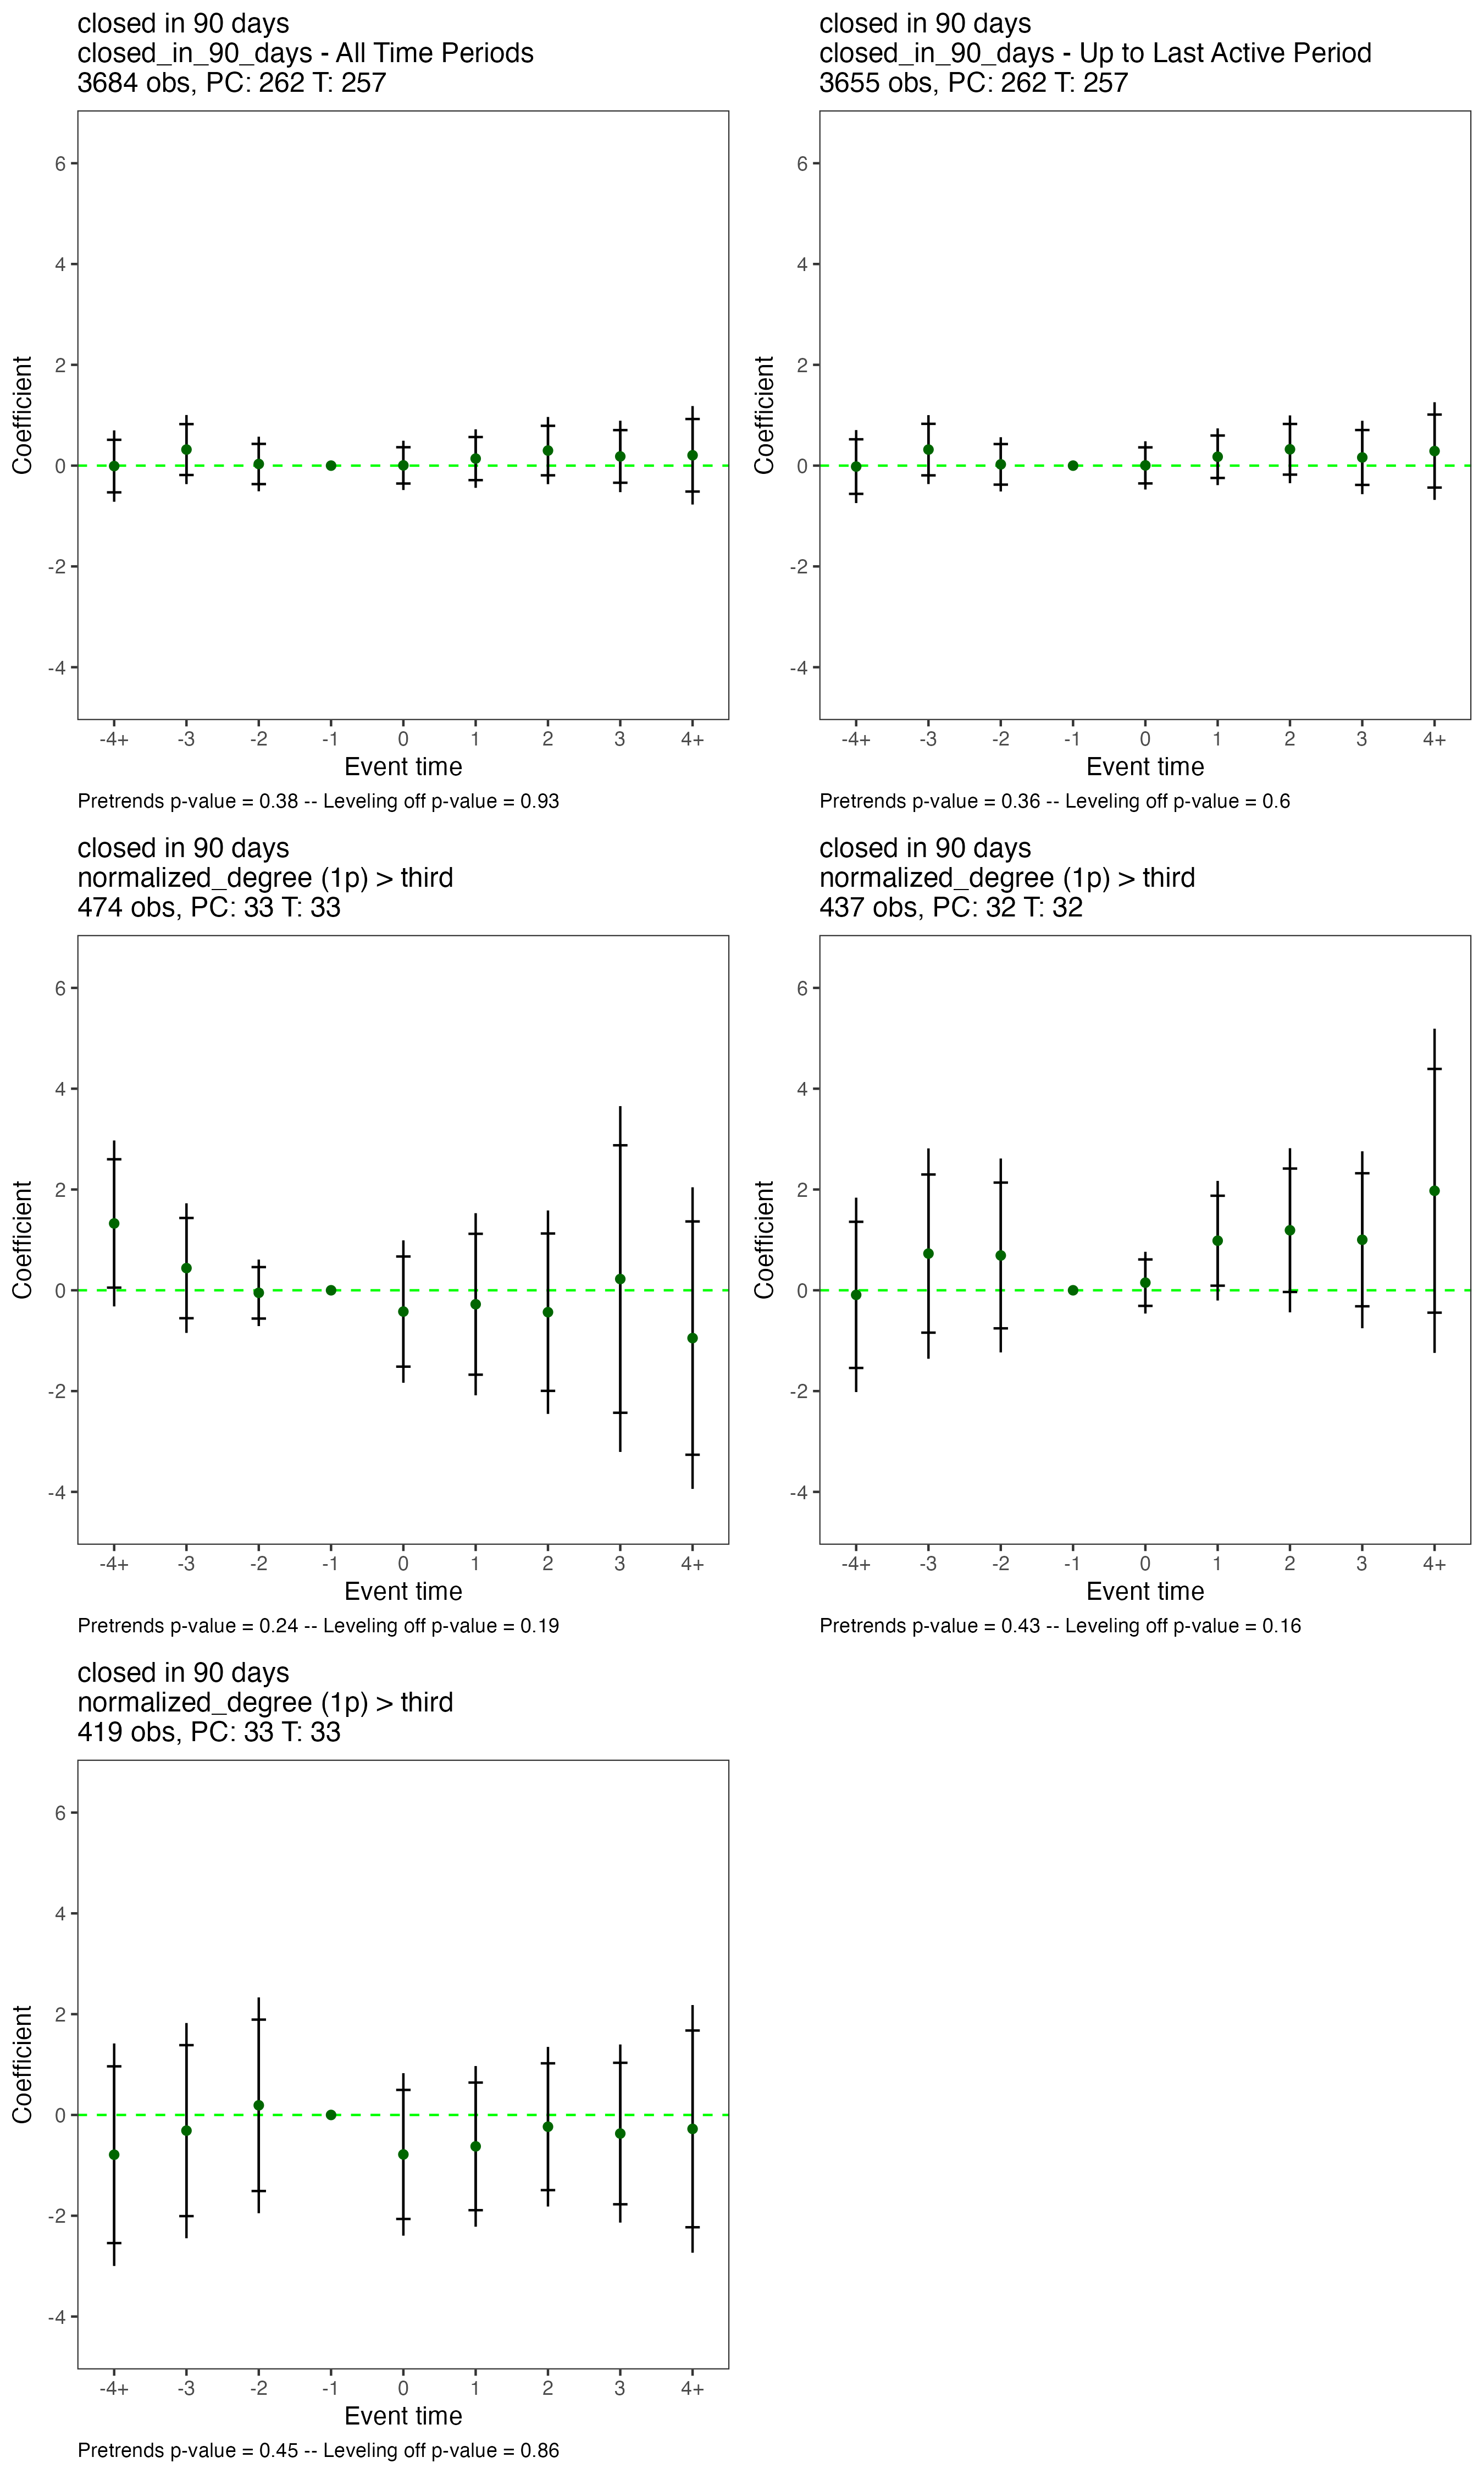 closed in 90 days
closed_in_90_days - All Time Periods
3684 obs, PC: 262 T: 257
Coefficient
6
4
2
0
-2
-4
-4+ -3 -2 -1 0 1 2 3 4+
Event time
Pretrends p-value = 0.38 -- Leveling off p-value = 0.93
closed in 90 days
closed_in_90_days - Up to Last Active Period
3655 obs, PC: 262 T: 257
Coefficient
6
4
2
0
-2
-4
-4+ -3 -2 -1 0 1 2 3 4+
Event time
Pretrends p-value = 0.36 -- Leveling off p-value = 0.6
closed in 90 days
normalized_degree (1p) > third
474 obs, PC: 33 T: 33
Coefficient
6
4
2
0
-2
-4
-4+ -3 -2 -1 0 1 2 3 4+
Event time
Pretrends p-value = 0.24 -- Leveling off p-value = 0.19
closed in 90 days
normalized_degree (1p) > third
437 obs, PC: 32 T: 32
Coefficient
6
4
2
0
-2
-4
-4+ -3 -2 -1 0 1 2 3 4+
Event time
Pretrends p-value = 0.43 -- Leveling off p-value = 0.16
closed in 90 days
normalized_degree (1p) > third
419 obs, PC: 33 T: 33
Coefficient
6
4
2
0
-2
-4
-4+ -3 -2 -1 0 1 2 3 4+
Event time
Pretrends p-value = 0.45 -- Leveling off p-value = 0.86